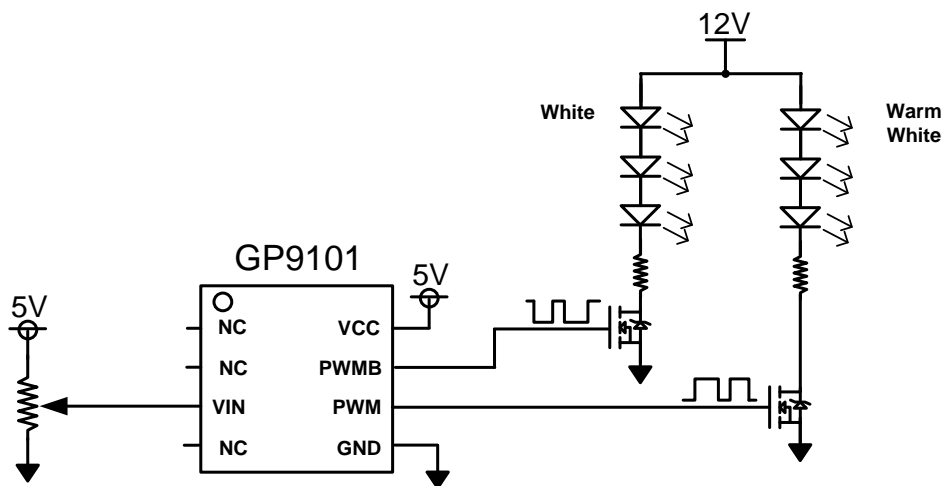 12V
White
Warm
White
GP9101
5V
5V
NC
VCC
NC
PWMB
VIN
PWM
NC
GND